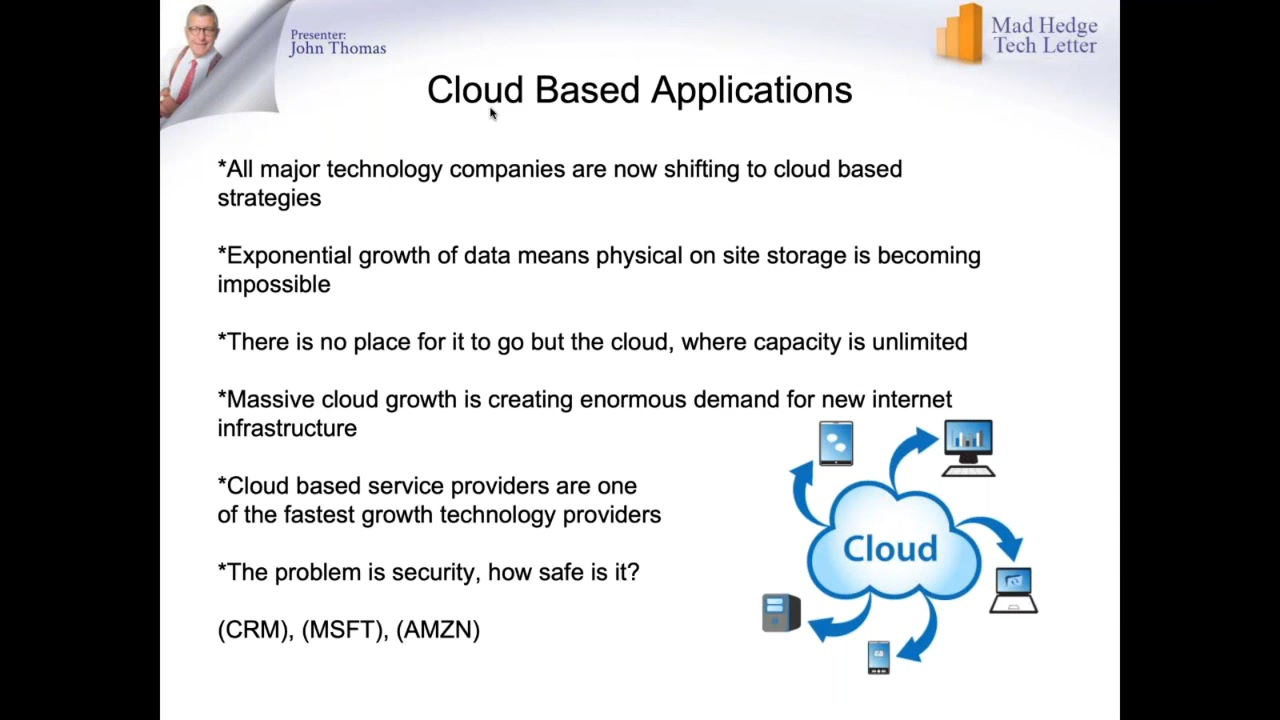 Presenter:
John Thomas
Mad Hedge
Tech Letter
Cloud Based Applications
*All major technology companies are now shifting to cloud based
strategies
*Exponential growth of data means physical on site storage is becoming
impossible
*There is no place for it to go but the cloud, where capacity is unlimited
*Massive cloud growth is creating enormous demand for new internet
infrastructure
*Cloud based service providers are one
of the fastest growth technology providers
*The problem is security, how safe is it?
(CRM), (MSFT), (AMZN)
Cloud